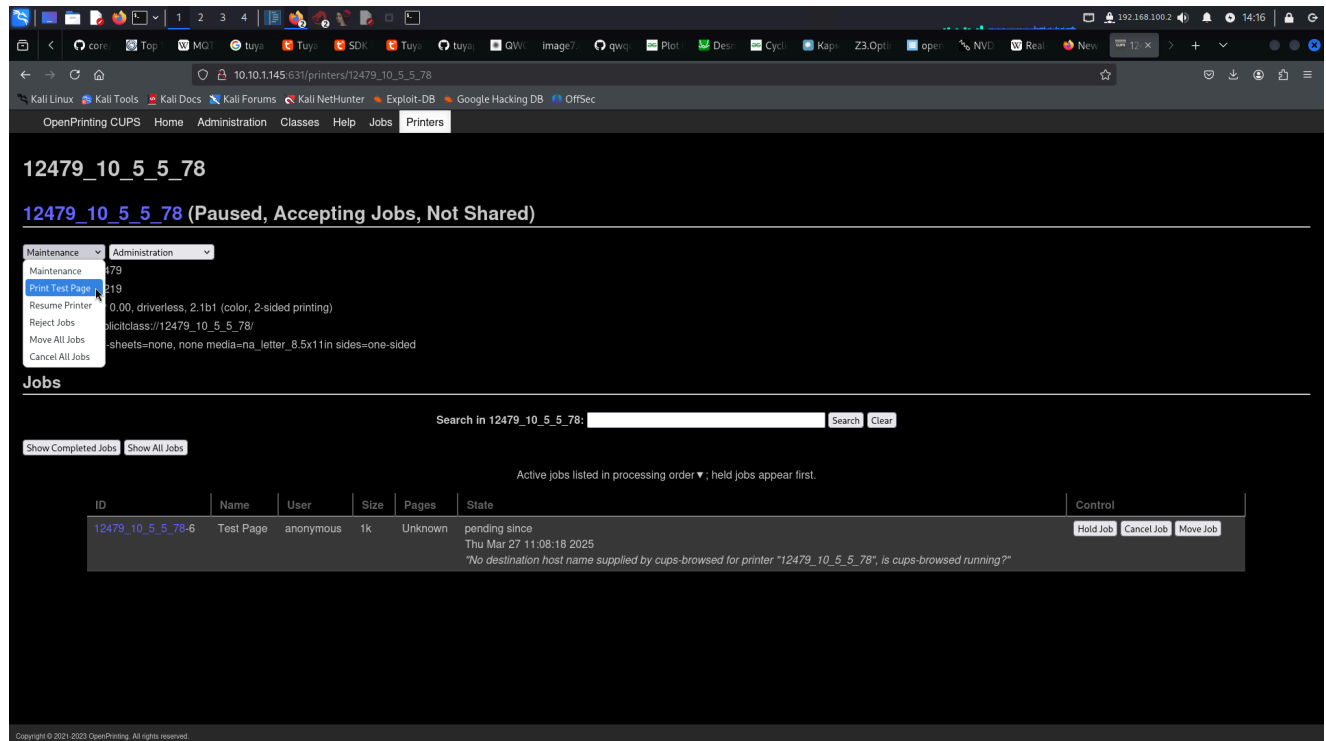 1 2 3 4
192.168.100.2 14:16 G
core Top WMQT tuya Tuya SDK Tuya tuya QWC image7. qwq Plot Desn Cycli Kap Z3.Opti open NVD Real New 12-
10.10.1.145:631/printers/12479_10_5_5_78
Kali Linux Kali Tools Kali Docs Kali Forums Kali NetHunter Exploit-DB Google Hacking DB OffSec
OpenPrinting CUPS Home Administration Classes Help Jobs Printers
12479_10_5_5_78
12479_10_5_5_78 (Paused, Accepting Jobs, Not Shared)
Maintenance Administration
Maintenance 479
Print Test Page 219
Resume Printer 0.00, driverless, 2.1b1 (color, 2-sided printing)
Reject Jobs plicitclass://12479_10_5_5_78/
Move All Jobs -sheets=none, none media=na_letter_8.5x11in sides=one-sided
Cancel All Jobs
Jobs
Search in 12479_10_5_5_78: Search Clear
Show Completed Jobs Show All Jobs
Active jobs listed in processing order▼; held jobs appear first.
ID Name User Size Pages State Control
12479_10_5_5_78-6 Test Page anonymous 1k Unknown pending since Hold Job Cancel Job Move Job
Thu Mar 27 11:08:18 2025
"No destination host name supplied by cups-browsed for printer "12479_10_5_5_78", is cups-browsed running?"
Copyright © 2021-2023 OpenPrinting. All rights reserved.